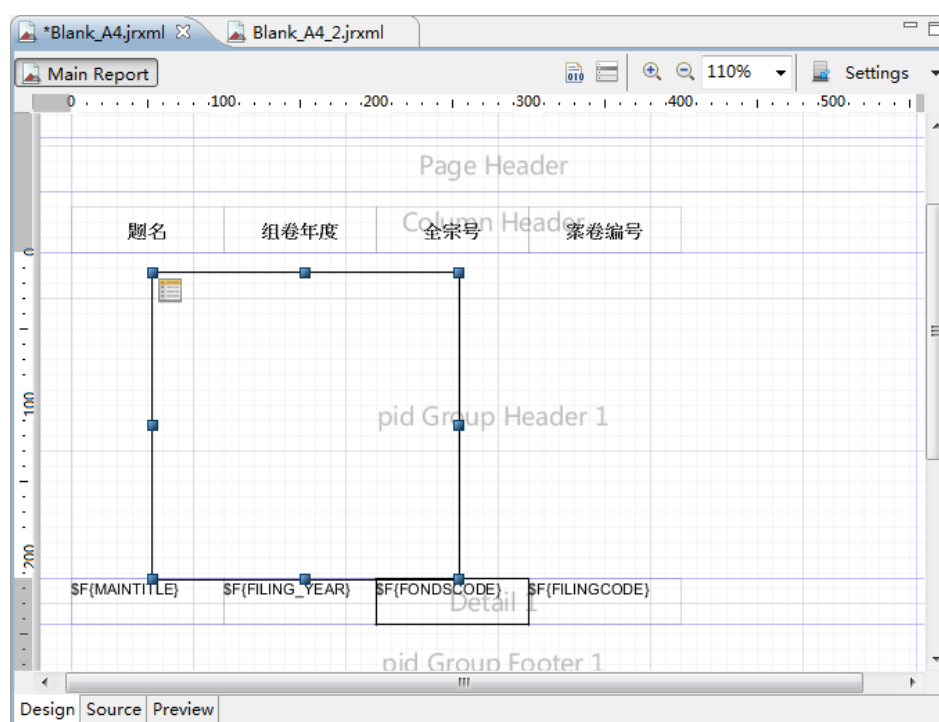 *Blank_A4.jrxml Blank_A4_2.jrxml
Main Report 010 110% Settings
0 100 200 300 400 500
Page Header
Column Header
题名 组卷年度 全宗号 案卷编号
0
pid Group Header 1
100
200
$F{MAINTITLE} $F{FILING_YEAR} $F{FONDSCODE} $F{FILINGCODE}
Detail 1
pid Group Footer 1
Design Source Preview